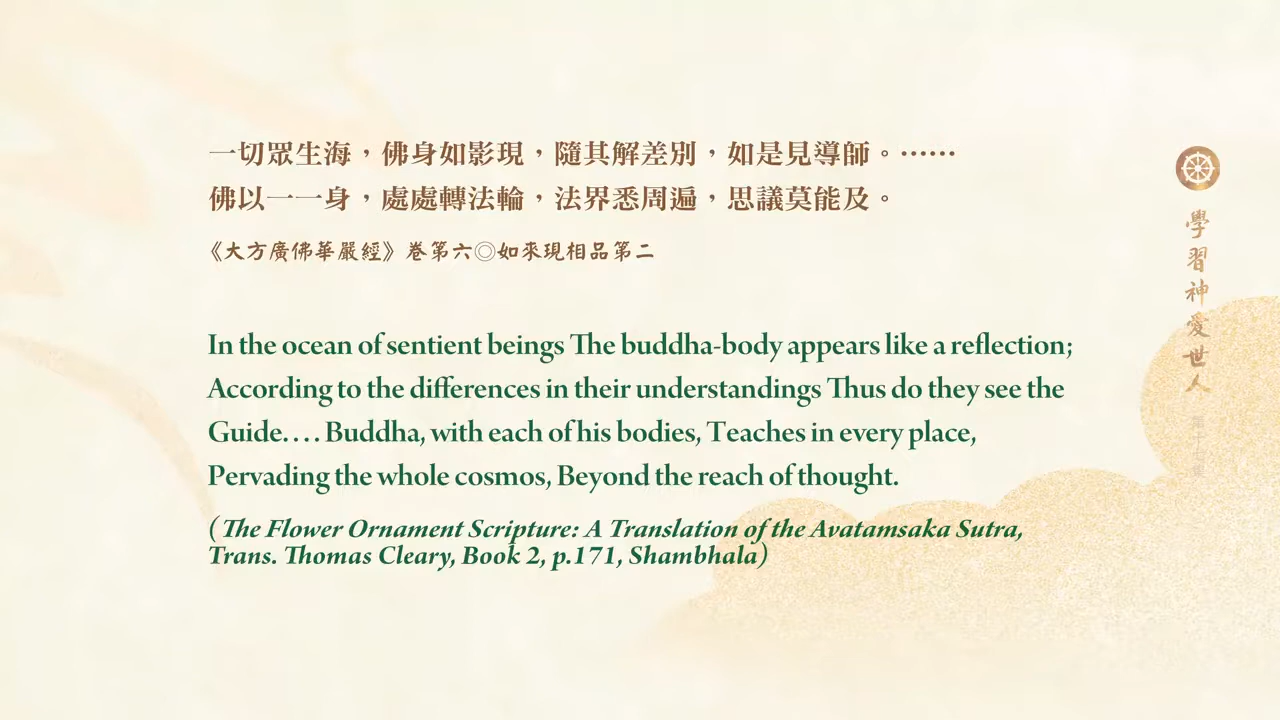 一切眾生海，佛身如影現，隨其解差別，如是見導師。⋯⋯
佛以一一身，處處轉法輪，法界悉周遍，思議莫能及。
《大方廣佛華嚴經》卷第六◎如來現相品第二
In the ocean of sentient beings The buddha-body appears like a reflection;
According to the differences in their understandings Thus do they see the
Guide.... Buddha, with each of his bodies, Teaches in every place,
Pervading the whole cosmos, Beyond the reach of thought.
(The Flower Ornament Scripture: A Translation of the Avatamsaka Sutra,
Trans. Thomas Cleary, Book 2, p.171, Shambhala)
學習神愛世人